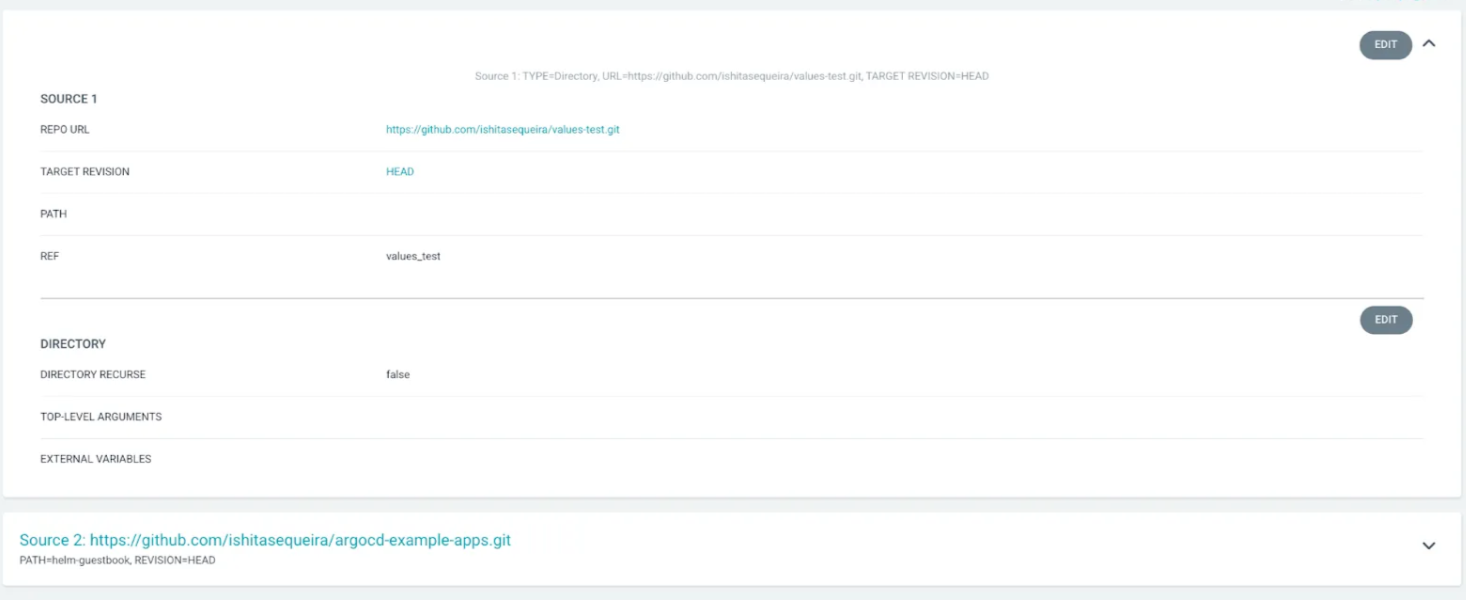 EDIT
Source 1: TYPE=Directory, URL=https://github.com/ishitasequeira/values-test.git, TARGET REVISION=HEAD
SOURCE 1
REPO URL https://github.com/ishitasequeira/values-test.git
TARGET REVISION HEAD
PATH
REF values_test
EDIT
DIRECTORY
DIRECTORY RECURSE false
TOP-LEVEL ARGUMENTS
EXTERNAL VARIABLES
Source 2: https://github.com/ishitasequeira/argocd-example-apps.git
PATH=helm-guestbook, REVISION=HEAD